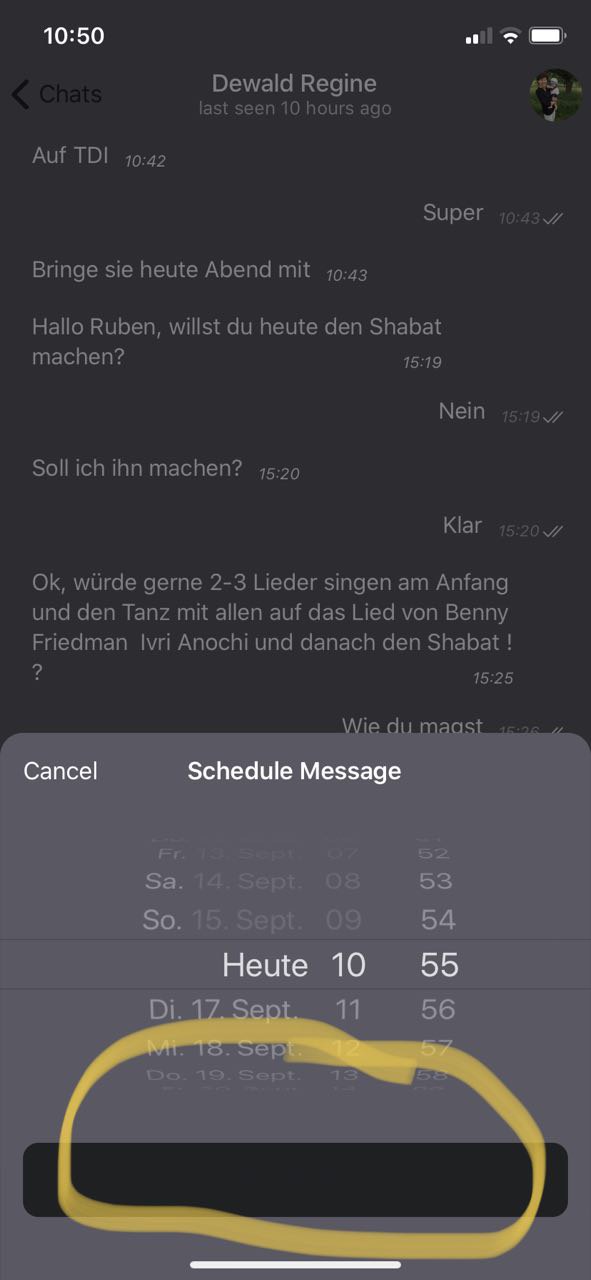 10:50
Chats
Dewald Regine
last seen 10 hours ago
Auf TDI 10:42
Super 10:43
Bringe sie heute Abend mit 10:43
Hallo Ruben, willst du heute den Shabat
machen? 15:19
Nein 15:19
Soll ich ihn machen? 15:20
Klar 15:20
Ok, würde gerne 2-3 Lieder singen am Anfang
und den Tanz mit allen auf das Lied von Benny
Friedman Ivri Anochi und danach den Shabat !
? 15:25
Wie du magst 15:26
Cancel Schedule Message
Fr. 13. Sept. 07 52
Sa. 14. Sept. 08 53
So. 15. Sept. 09 54
Heute 10 55
Di. 17. Sept. 11 56
Mi. 18. Sept. 12 57
Do. 19. Sept. 13 58